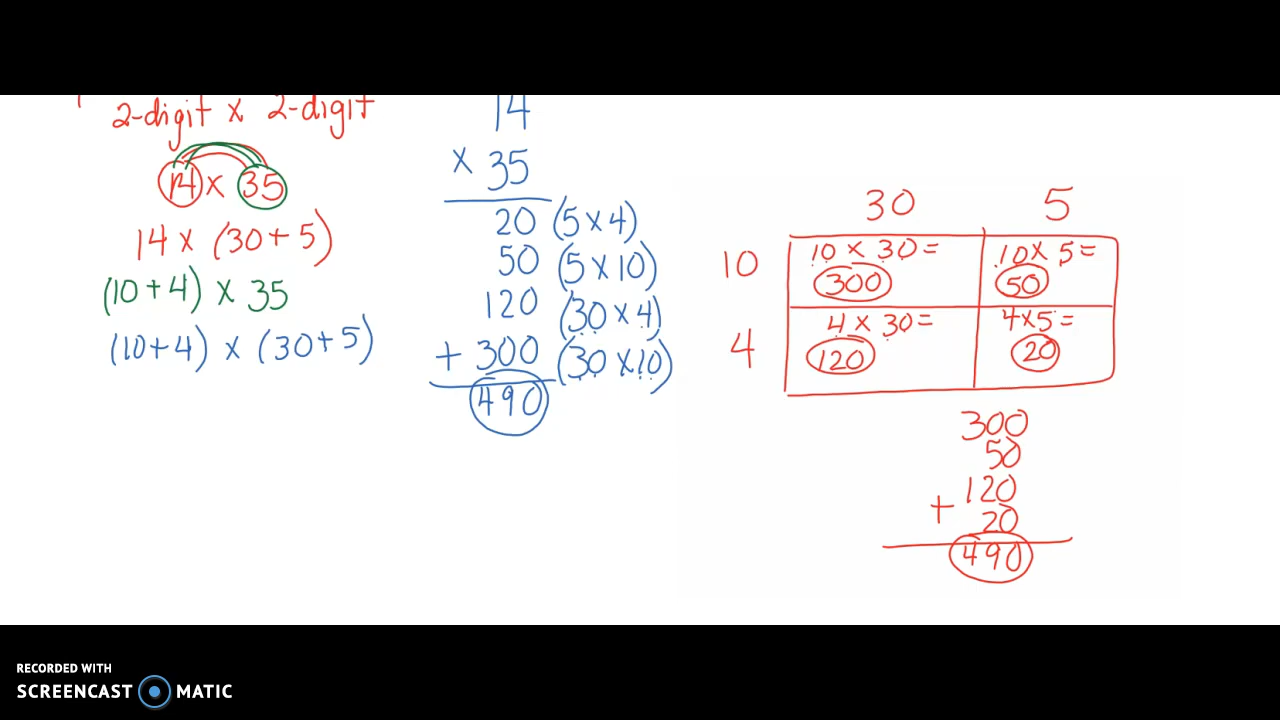 2-digit x 2-digit
14 x 35
14 x (30 + 5)
(10 + 4) x 35
(10+4) x (30+5)
14
x 35
20 (5 x 4)
50 (5 x 10)
120 (30 x 4)
+ 300 (30 x 10)
490
30 5
10 10 x 30 = 10 x 5 =
300 50
4 4 x 30 = 4x5 =
120 20
300
50
120
+ 20
490
RECORDED WITH
SCREENCAST MATIC